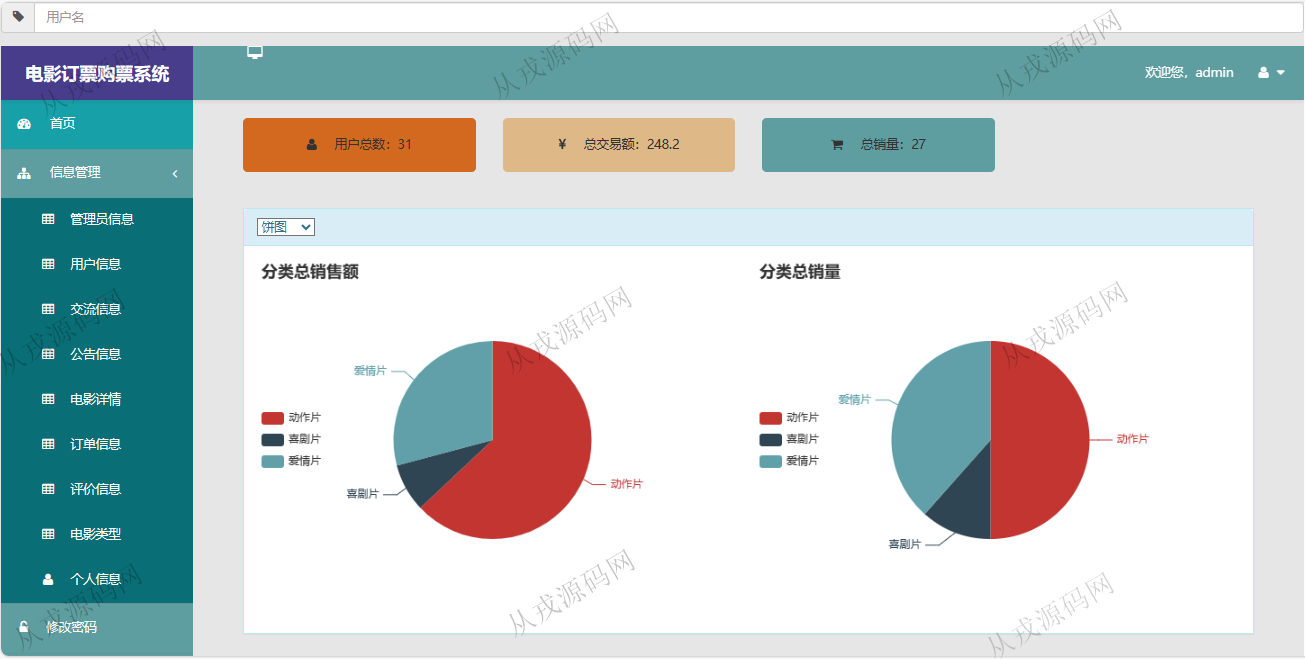 用户名
电影订票购票系统
欢迎您，admin
首页
用户总数：31
¥ 总交易额：248.2
总销量：27
信息管理
管理员信息
用户信息
交流信息
公告信息
电影详情
订单信息
评价信息
电影类型
个人信息
修改密码
饼图
分类总销售额
动作片
喜剧片
爱情片
爱情片
喜剧片
动作片
分类总销量
动作片
喜剧片
爱情片
爱情片
动作片
喜剧片
从戎源码网
从戎源码网
从戎源码网
从戎源码网
从戎源码网
从戎源码网
从戎源码网
从戎源码网
从戎源码网